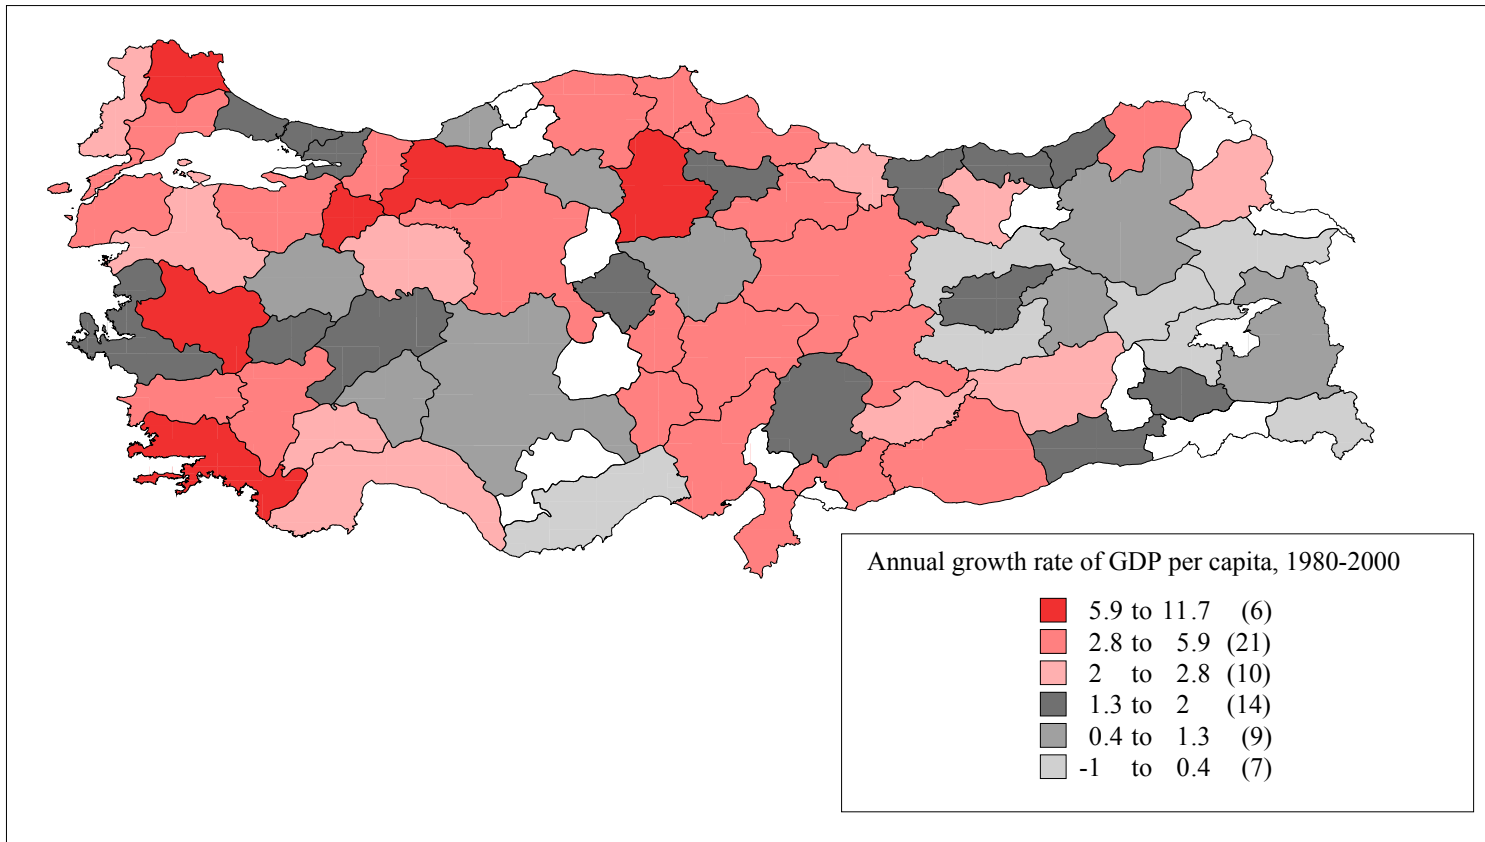 Annual growth rate of GDP per capita, 1980-2000
5.9 to 11.7 (6)
2.8 to 5.9 (21)
2 to 2.8 (10)
1.3 to 2 (14)
0.4 to 1.3 (9)
-1 to 0.4 (7)